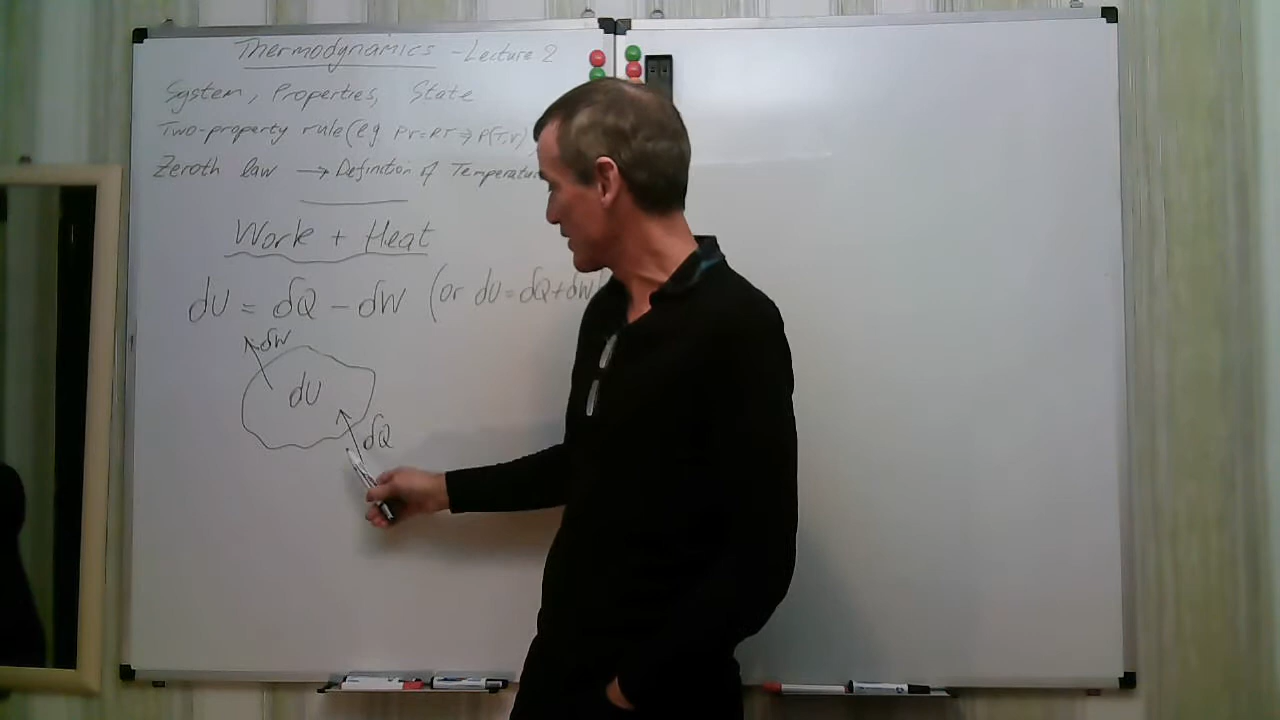 Thermodynamics - Lecture 2
System, Properties, State
Two-property rule (eg Pv=RT⇒P(T,v)
Zeroth law → Definition of Temperature
Work + Heat
dU = δQ - δW (or dU=δQ+δW)
δW
dU
δQ